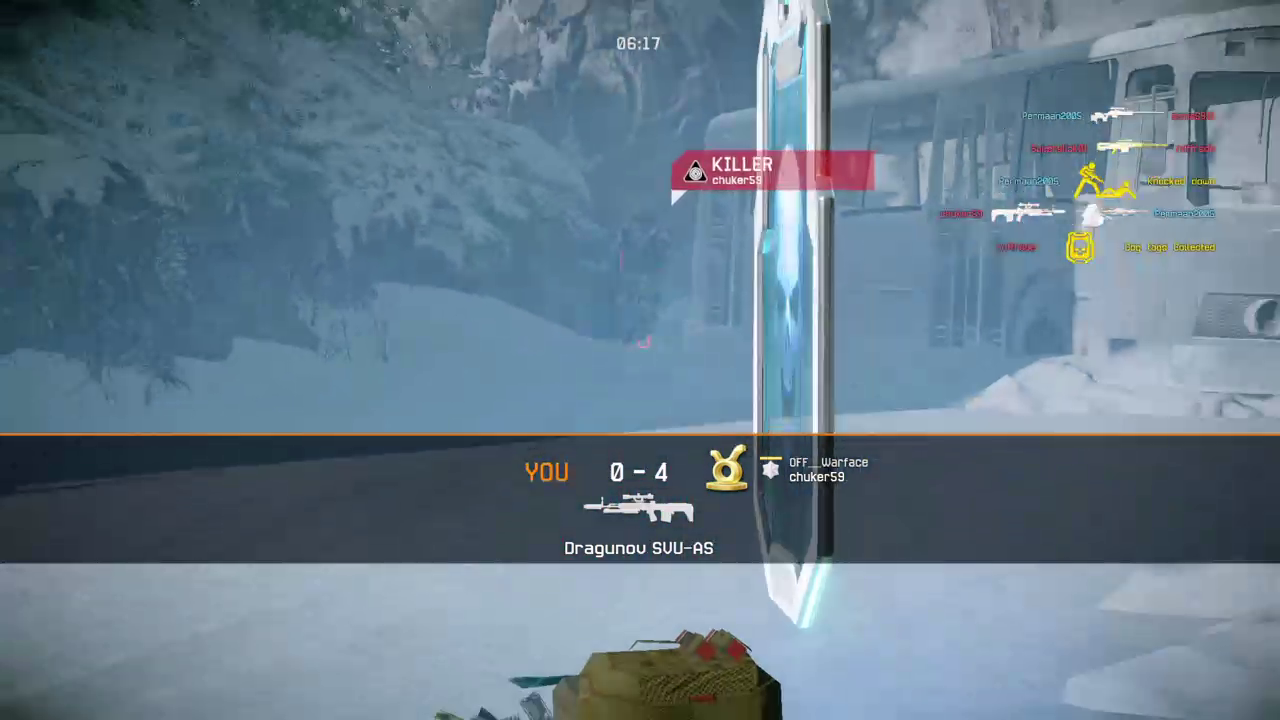 06:17
Permaan2005
KILLER
chuker59
Permaan2005 Knocked down
Permaan2005
Dog tags collected
YOU 0 - 4
OFF__Warface
chuker59
Dragunov SVU-AS